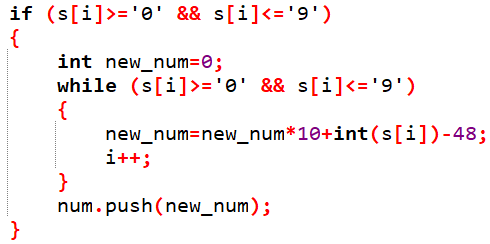 if (s[i]>='0' && s[i]<='9')
{
    int new_num=0;
    while (s[i]>='0' && s[i]<='9')
    {
        new_num=new_num*10+int(s[i])-48;
        i++;
    }
    num.push(new_num);
}